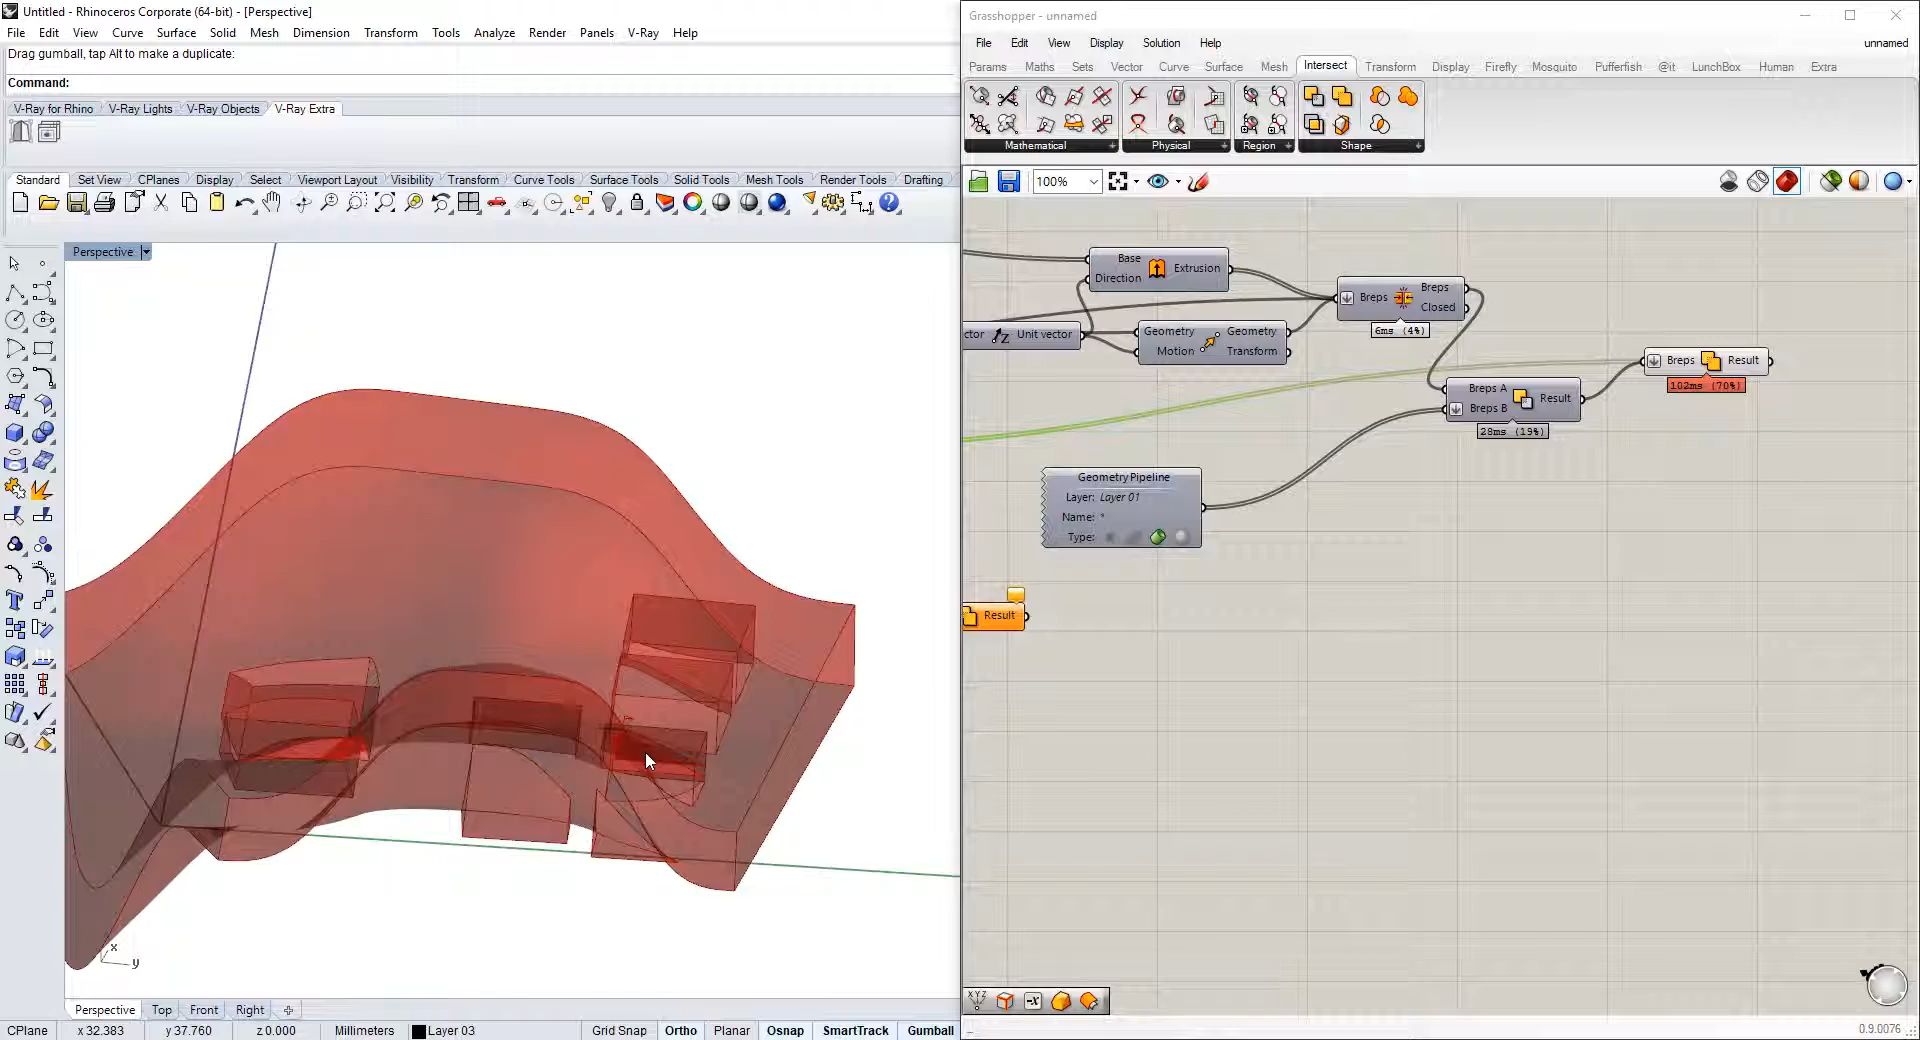 Untitled - Rhinoceros Corporate (64-bit) - [Perspective]
File Edit View Curve Surface Solid Mesh Dimension Transform Tools Analyze Render Panels V-Ray Help
Drag gumball, tap Alt to make a duplicate:
Command:
V-Ray for Rhino V-Ray Lights V-Ray Objects V-Ray Extra
Standard Set View CPlanes Display Select Viewport Layout Visibility Transform Curve Tools Surface Tools Solid Tools Mesh Tools Render Tools Drafting
Perspective
x
y
Perspective Top Front Right
CPlane x 32.383 y 37.760 z 0.000 Millimeters Layer 03 Grid Snap Ortho Planar Osnap SmartTrack Gumball
Grasshopper - unnamed
File Edit View Display Solution Help
unnamed
Params Maths Sets Vector Curve Surface Mesh Intersect Transform Display Firefly Mosquito Pufferfish @it LunchBox Human Extra
Mathematical Physical Region Shape
100%
Base
Direction
Extrusion
Breps
Breps
Closed
6ms (4%)
ctor Unit vector
Geometry
Motion
Geometry
Transform
Breps Result
102ms (70%)
Breps A
Breps B
Result
28ms (19%)
Geometry Pipeline
Layer: Layer 01
Name: *
Type:
Result
XYZ
-x
0.9.0076